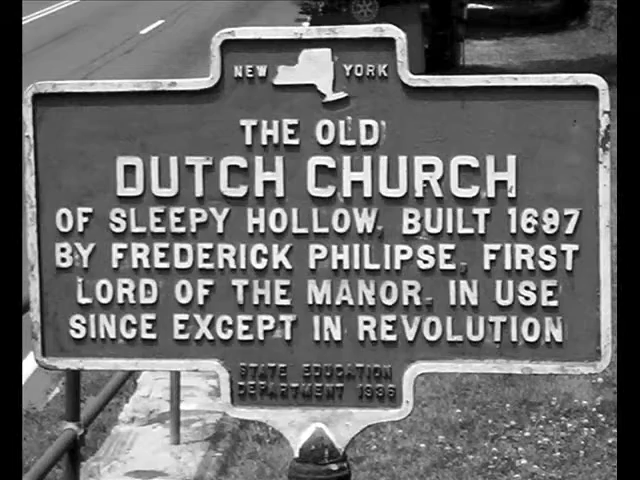 NEW YORK
THE OLD
DUTCH CHURCH
OF SLEEPY HOLLOW. BUILT 1697
BY FREDERICK PHILIPSE, FIRST
LORD OF THE MANOR. IN USE
SINCE EXCEPT IN REVOLUTION
STATE EDUCATION
DEPARTMENT 1936